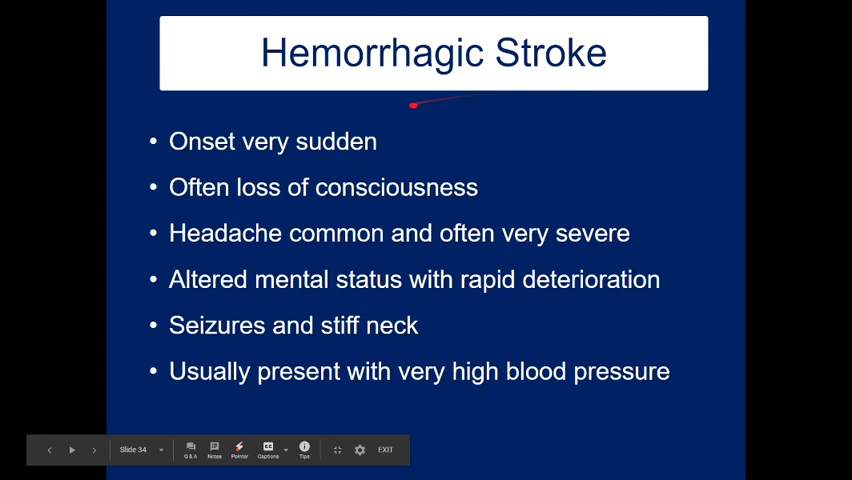 Hemorrhagic Stroke
• Onset very sudden
• Often loss of consciousness
• Headache common and often very severe
• Altered mental status with rapid deterioration
• Seizures and stiff neck
• Usually present with very high blood pressure
Slide 34
Q & A
Notes
Pointer
CC
Captions
Tips
EXIT